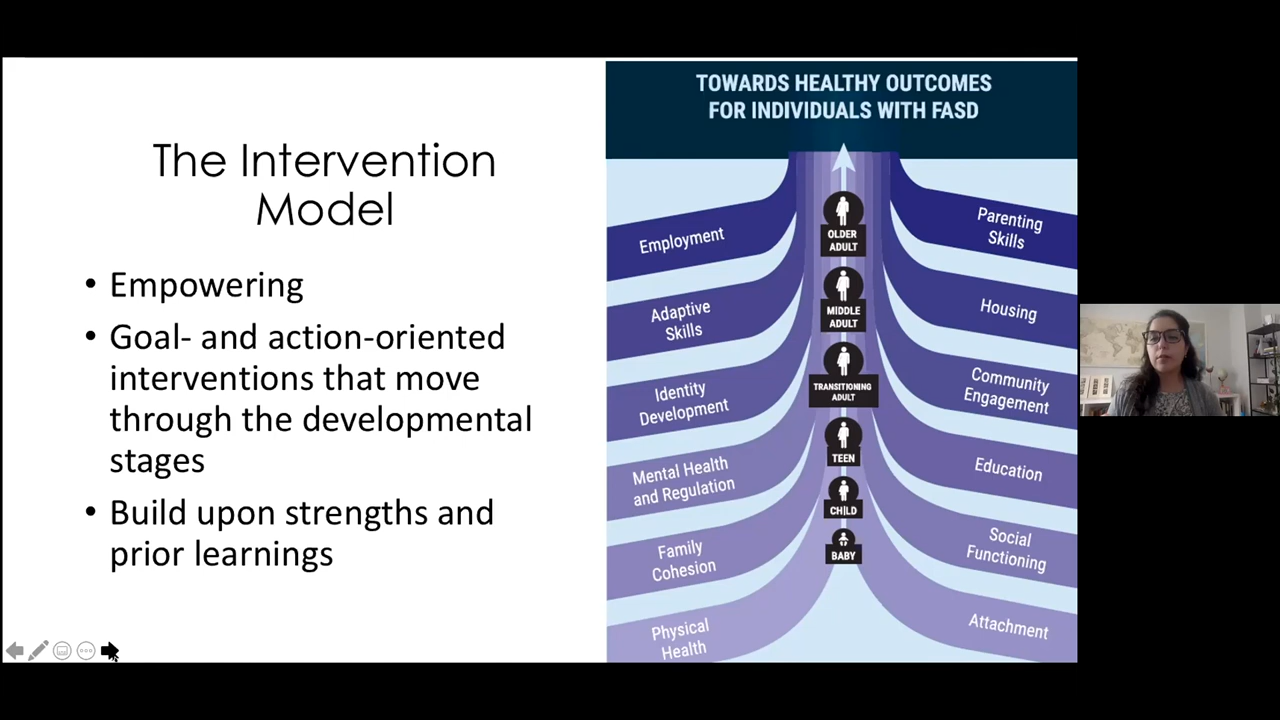 The Intervention
Model
• Empowering
• Goal- and action-oriented
interventions that move
through the developmental
stages
• Build upon strengths and
prior learnings
TOWARDS HEALTHY OUTCOMES
FOR INDIVIDUALS WITH FASD
Employment
Adaptive
Skills
Identity
Development
Mental Health
and Regulation
Family
Cohesion
Physical
Health
OLDER
ADULT
MIDDLE
ADULT
TRANSITIONING
ADULT
TEEN
CHILD
BABY
Parenting
Skills
Housing
Community
Engagement
Education
Social
Functioning
Attachment